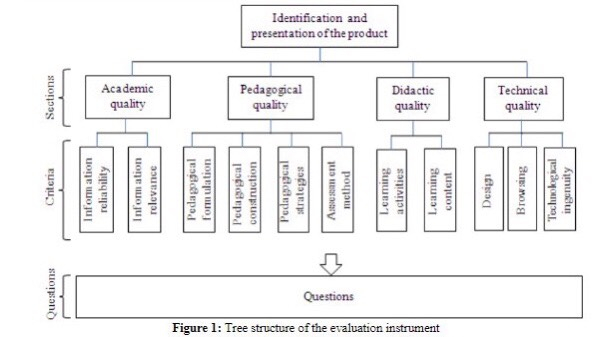 Identification and
presentation of the product
Sections
Academic
quality
Pedagogical
quality
Didactic
quality
Technical
quality
Criteria
Information
reliability
Information
relevance
Pedagogical
formulation
Pedagogical
construction
Pedagogical
strategies
Assessment
method
Learning
activities
Learning
content
Design
Browsing
Technological
ingenuity
Questions
Questions
Figure 1: Tree structure of the evaluation instrument